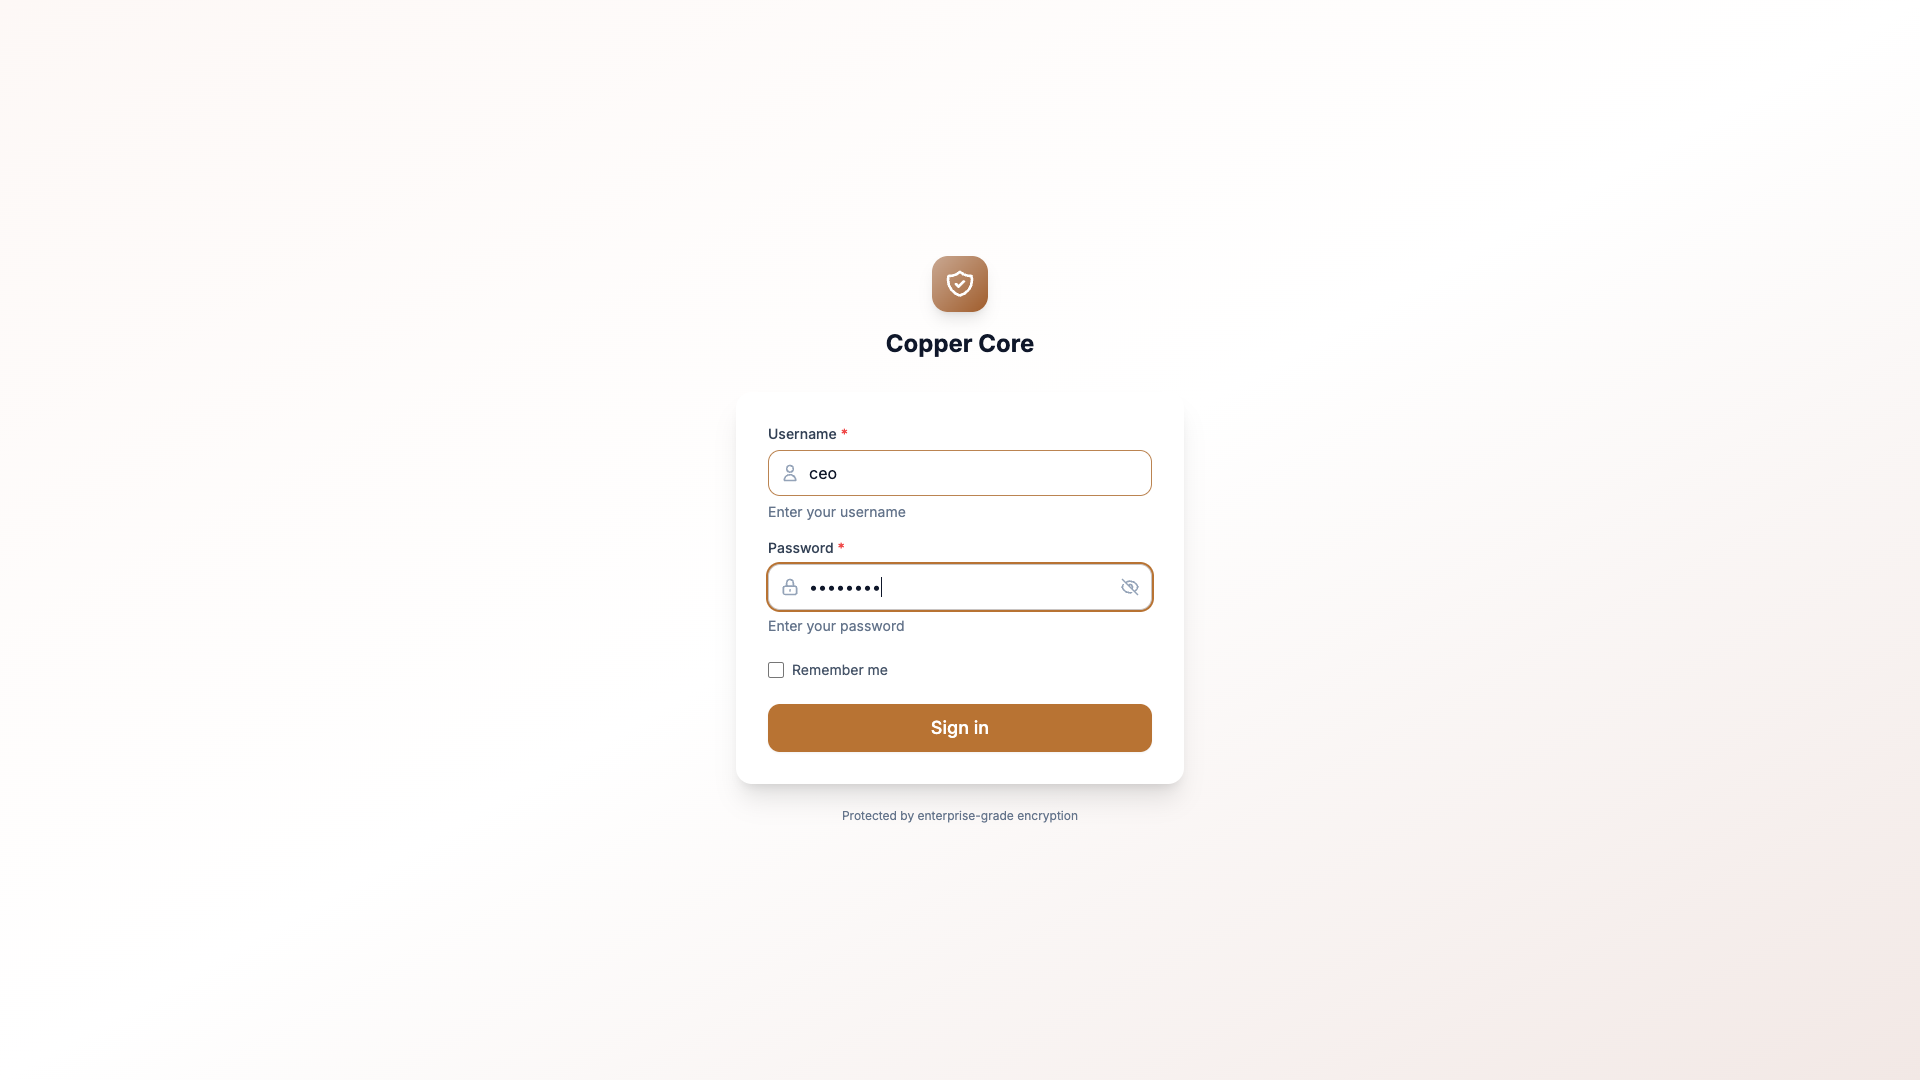 Copper Core
Username *
ceo
Enter your username
Password *
••••••••
Enter your password
Remember me
Sign in
Protected by enterprise-grade encryption